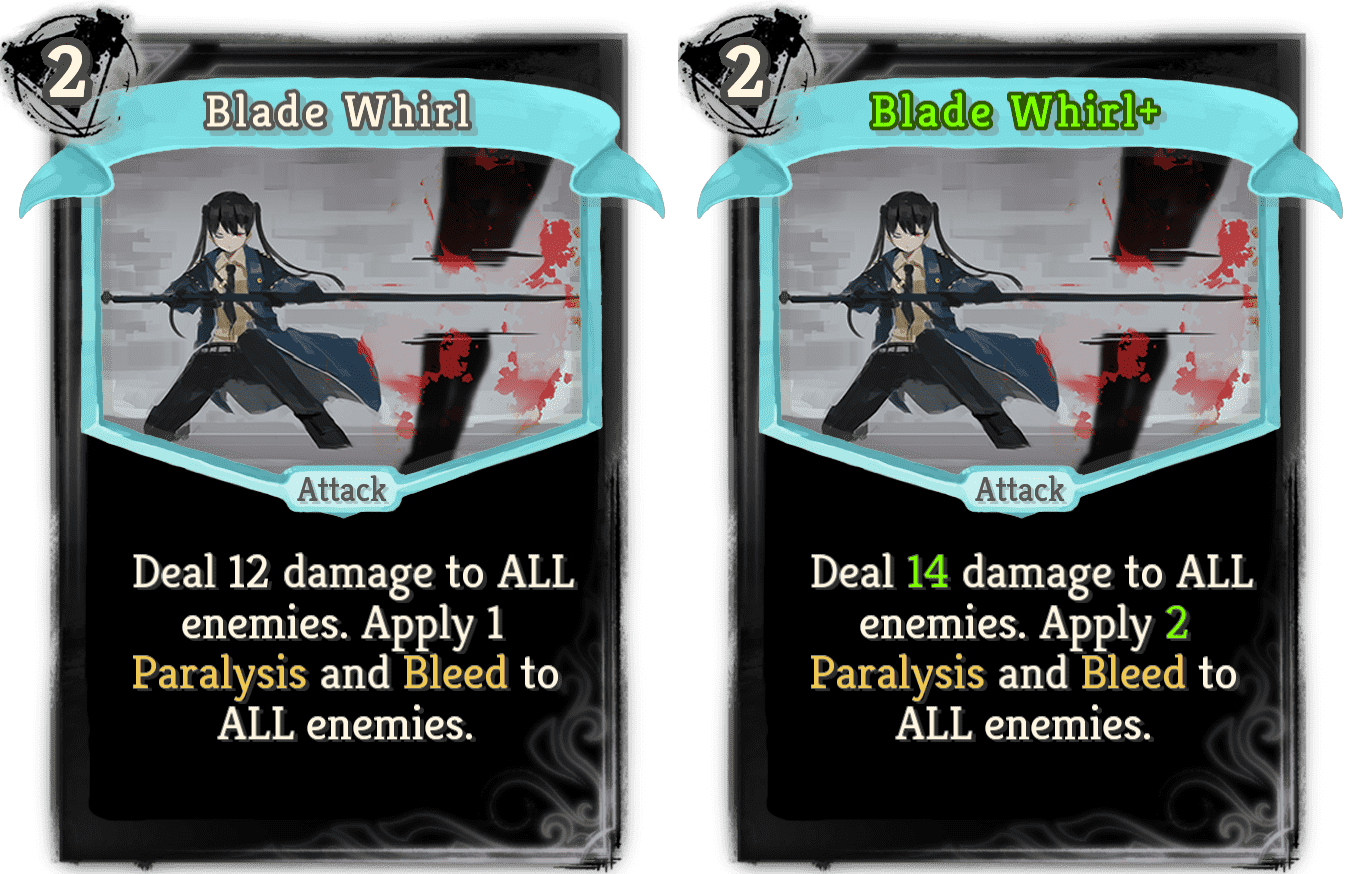 2
Blade Whirl
Attack
Deal 12 damage to ALL
enemies. Apply 1
Paralysis and Bleed to
ALL enemies.
2
Blade Whirl+
Attack
Deal 14 damage to ALL
enemies. Apply 2
Paralysis and Bleed to
ALL enemies.